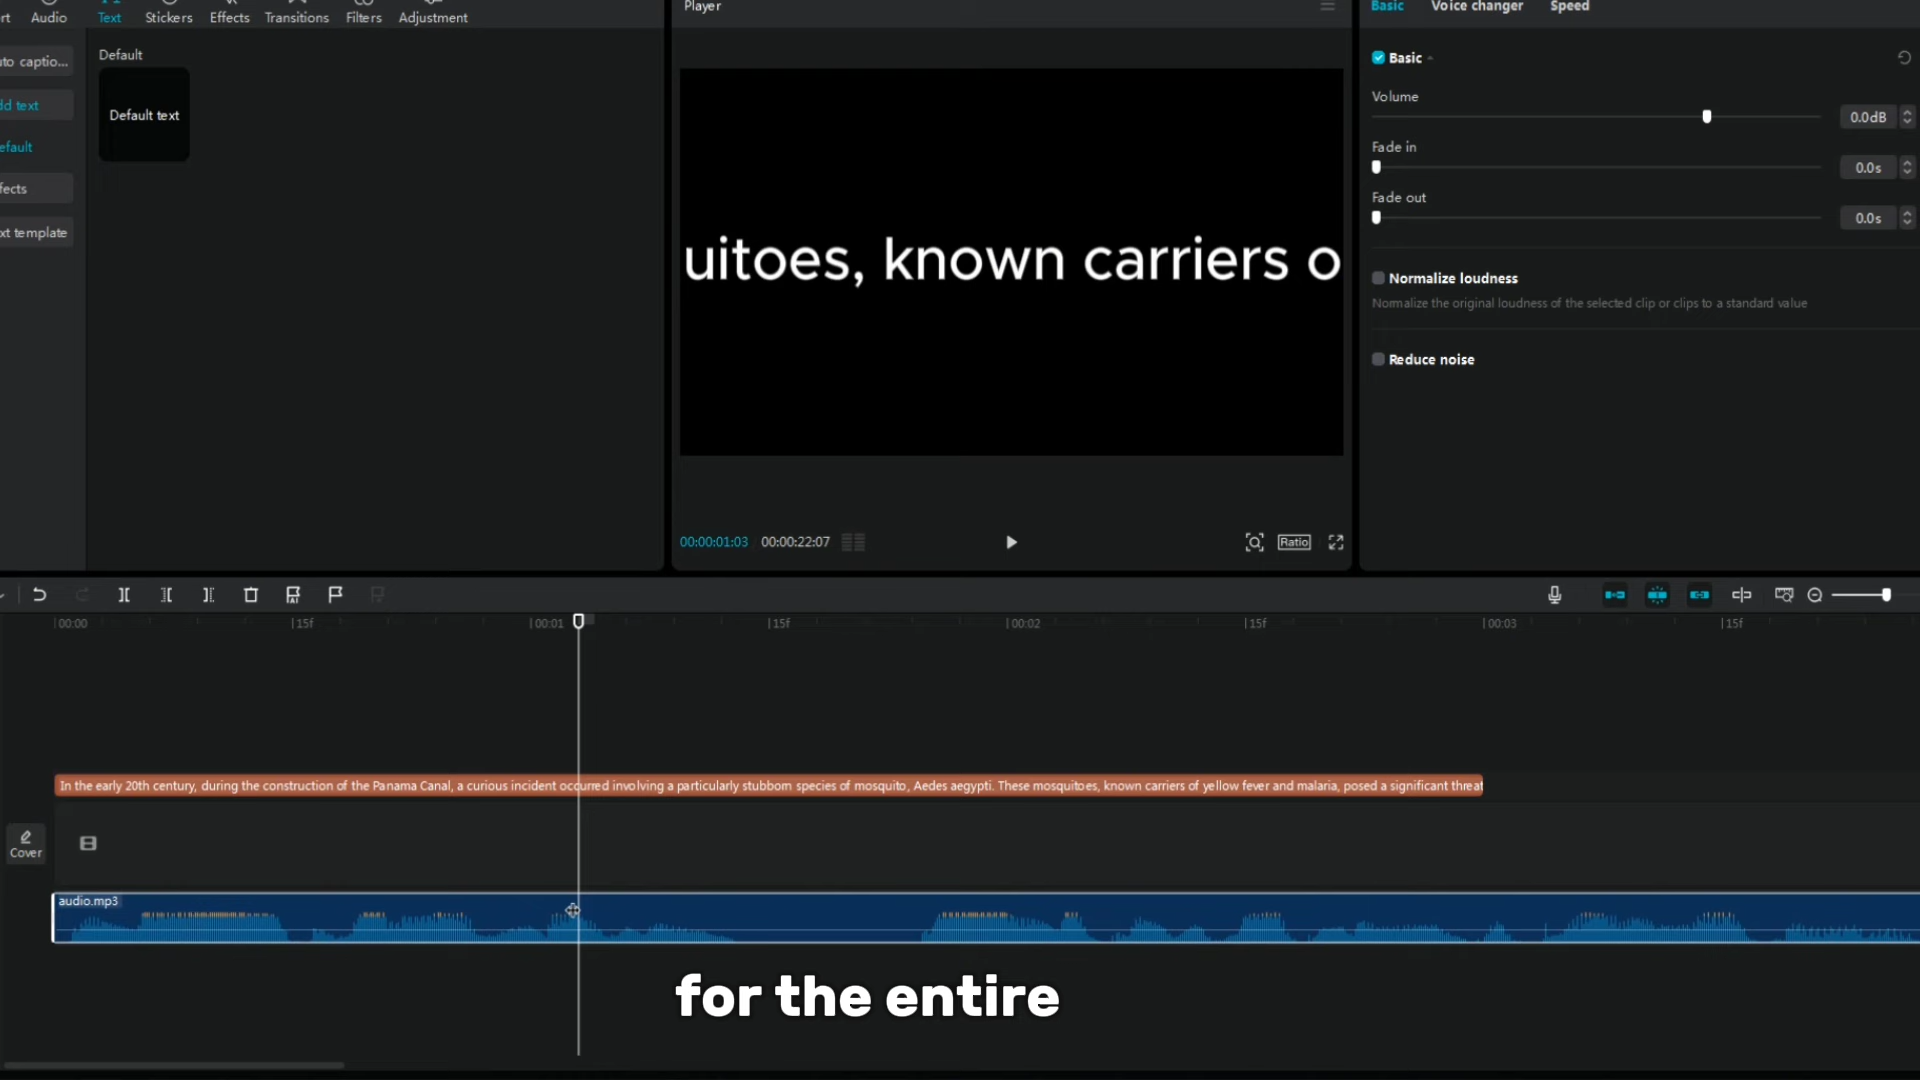 rt
Audio
Text
Stickers
Effects
Transitions
Filters
Adjustment
Player
Basic
Voice changer
Speed
uto captio...
dd text
efault
fects
xt template
Default
Default text
uitoes, known carriers o
00:00:01:03
00:00:22:07
Ratio
Basic
Volume
0.0dB
Fade in
0.0s
Fade out
0.0s
Normalize loudness
Normalize the original loudness of the selected clip or clips to a standard value
Reduce noise
00:00
15f
00:01
15f
00:02
15f
00:03
15f
In the early 20th century, during the construction of the Panama Canal, a curious incident occurred involving a particularly stubborn species of mosquito, Aedes aegypti. These mosquitoes, known carriers of yellow fever and malaria, posed a significant threat
Cover
audio.mp3
for the entire